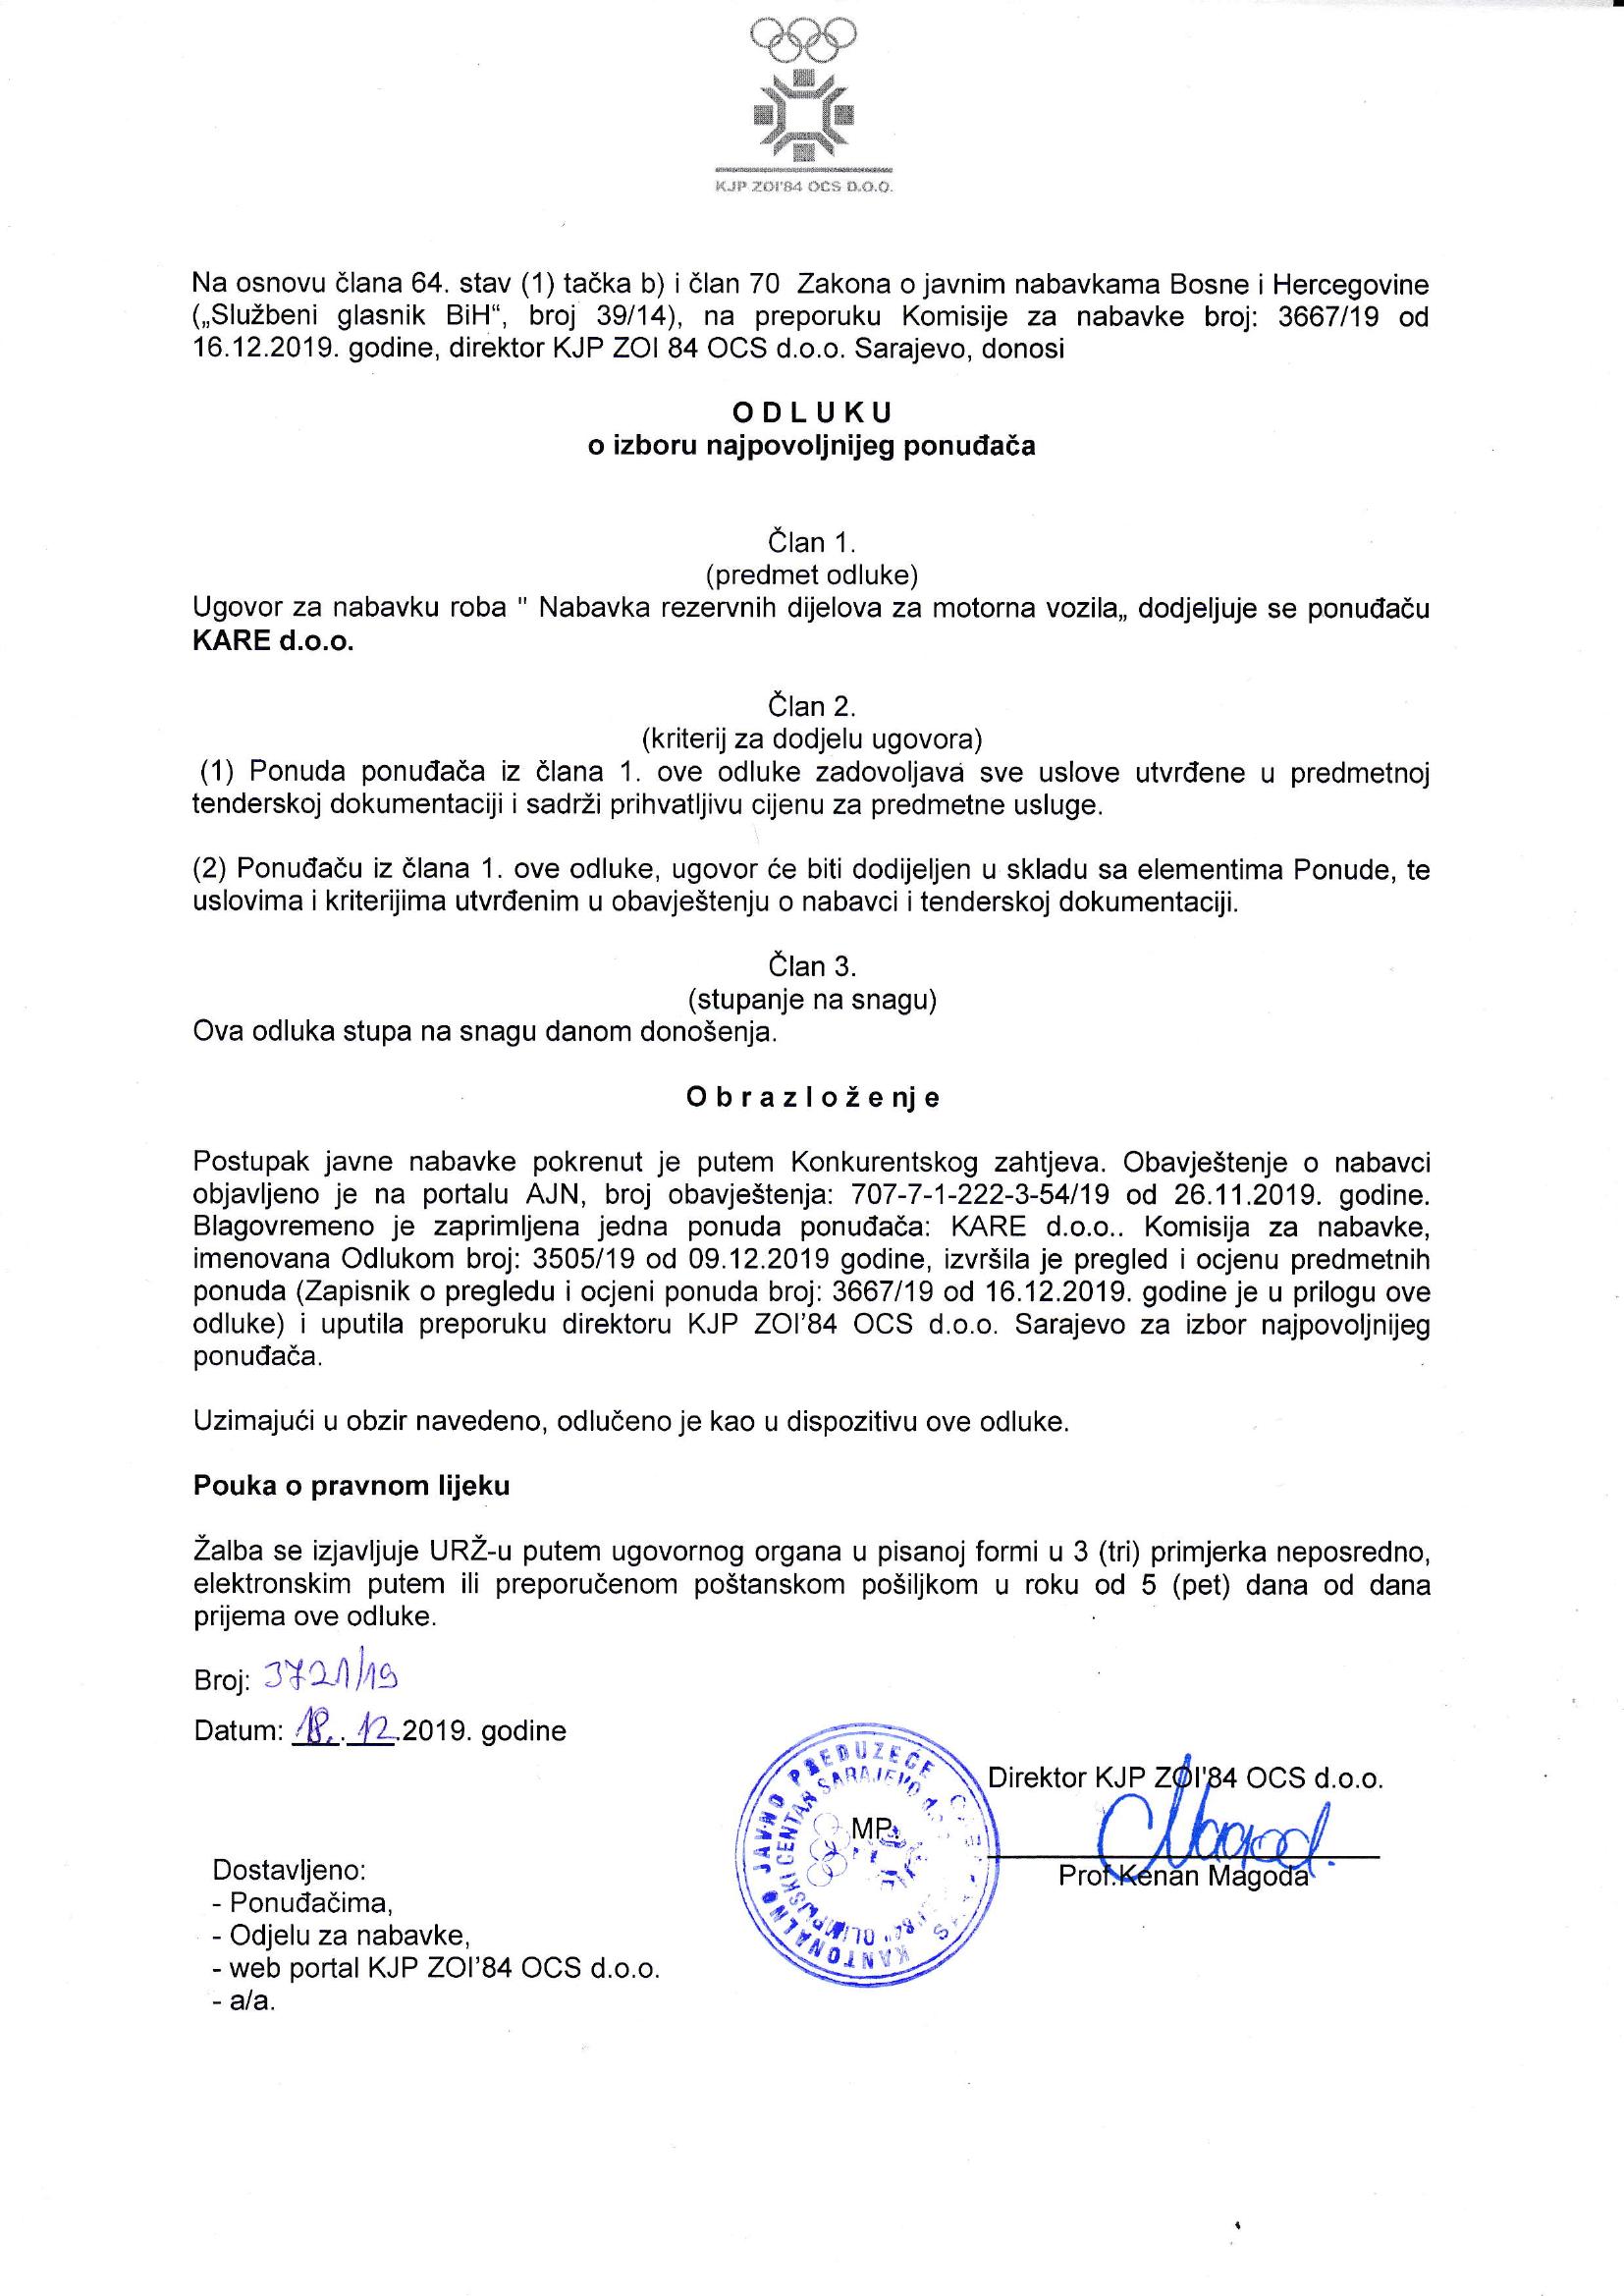 KJP ZOI'84 OCS D.O.O.
Na osnovu člana 64. stav (1) tačka b) i član 70 Zakona o javnim nabavkama Bosne i Hercegovine
(„Službeni glasnik BiH“, broj 39/14), na preporuku Komisije za nabavke broj: 3667/19 od
16.12.2019. godine, direktor KJP ZOI 84 OCS d.o.o. Sarajevo, donosi
O D L U K U
o izboru najpovoljnijeg ponuđača
Član 1.
(predmet odluke)
Ugovor za nabavku roba " Nabavka rezervnih dijelova za motorna vozila„ dodjeljuje se ponuđaču
KARE d.o.o.
Član 2.
(kriterij za dodjelu ugovora)
(1) Ponuda ponuđača iz člana 1. ove odluke zadovoljava sve uslove utvrđene u predmetnoj
tenderskoj dokumentaciji i sadrži prihvatljivu cijenu za predmetne usluge.
(2) Ponuđaču iz člana 1. ove odluke, ugovor će biti dodijeljen u skladu sa elementima Ponude, te
uslovima i kriterijima utvrđenim u obavještenju o nabavci i tenderskoj dokumentaciji.
Član 3.
(stupanje na snagu)
Ova odluka stupa na snagu danom donošenja.
O b r a z l o ž e nj e
Postupak javne nabavke pokrenut je putem Konkurentskog zahtjeva. Obavještenje o nabavci
objavljeno je na portalu AJN, broj obavještenja: 707-7-1-222-3-54/19 od 26.11.2019. godine.
Blagovremeno je zaprimljena jedna ponuda ponuđača: KARE d.o.o.. Komisija za nabavke,
imenovana Odlukom broj: 3505/19 od 09.12.2019 godine, izvršila je pregled i ocjenu predmetnih
ponuda (Zapisnik o pregledu i ocjeni ponuda broj: 3667/19 od 16.12.2019. godine je u prilogu ove
odluke) i uputila preporuku direktoru KJP ZOI’84 OCS d.o.o. Sarajevo za izbor najpovoljnijeg
ponuđača.
Uzimajući u obzir navedeno, odlučeno je kao u dispozitivu ove odluke.
Pouka o pravnom lijeku
Žalba se izjavljuje URŽ-u putem ugovornog organa u pisanoj formi u 3 (tri) primjerka neposredno,
elektronskim putem ili preporučenom poštanskom pošiljkom u roku od 5 (pet) dana od dana
prijema ove odluke.
Broj: 3721/19
Datum: 18. . 12.2019. godine
Direktor KJP ZOI'84 OCS d.o.o.
MP.
Prof.Kenan Magoda
KANTONALNO JAVNO PREDUZEĆE
OLIMPIJSKI CENTAR SARAJEVO
Dostavljeno:
- Ponuđačima,
- Odjelu za nabavke,
- web portal KJP ZOI’84 OCS d.o.o.
- a/a.